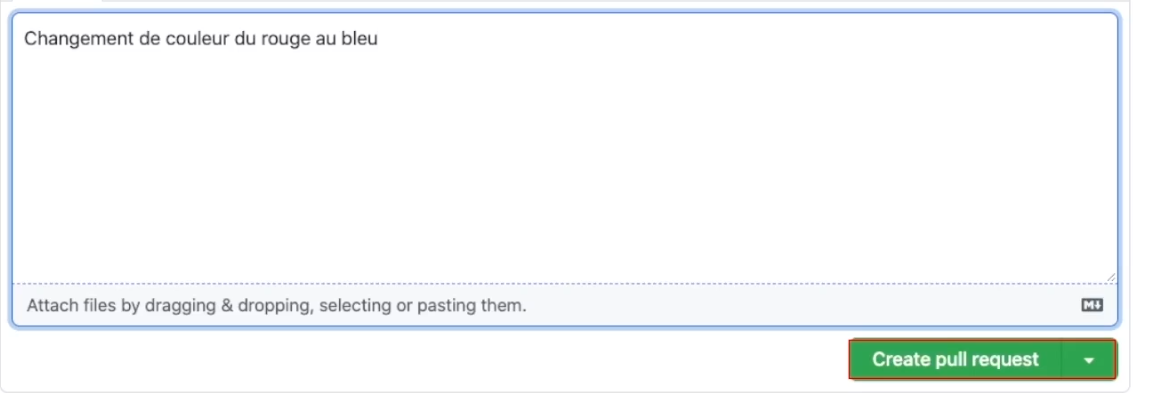 Changement de couleur du rouge au bleu
Attach files by dragging & dropping, selecting or pasting them.
M↓
Create pull request